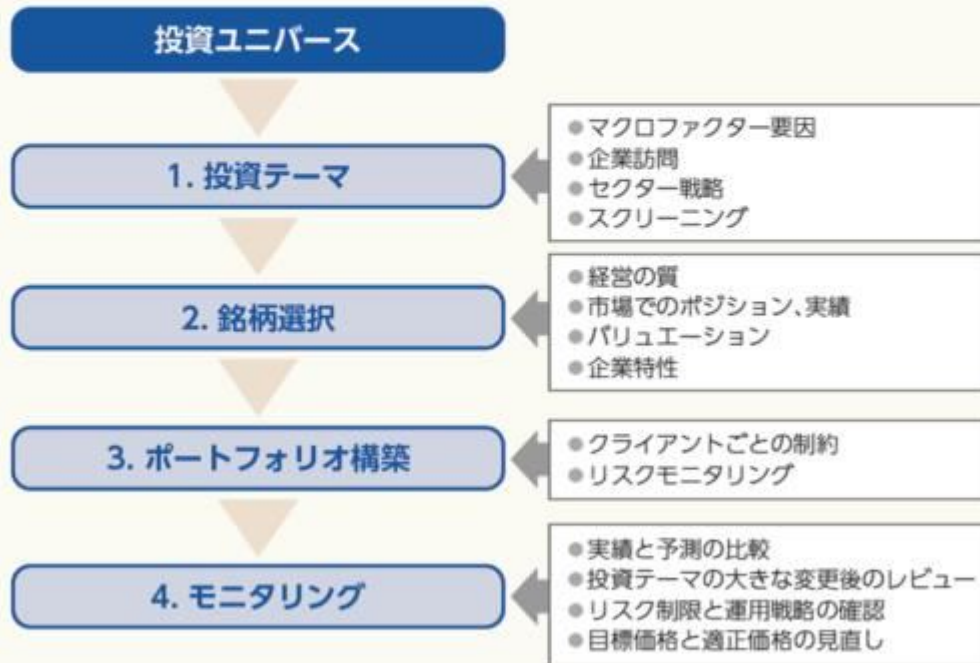 投資ユニバース
1. 投資テーマ
●マクロファクター要因
●企業訪問
●セクター戦略
●スクリーニング
2. 銘柄選択
●経営の質
●市場でのポジション、実績
●バリュエーション
●企業特性
3. ポートフォリオ構築
●クライアントごとの制約
●リスクモニタリング
4. モニタリング
●実績と予測の比較
●投資テーマの大きな変更後のレビュー
●リスク制限と運用戦略の確認
●目標価格と適正価格の見直し